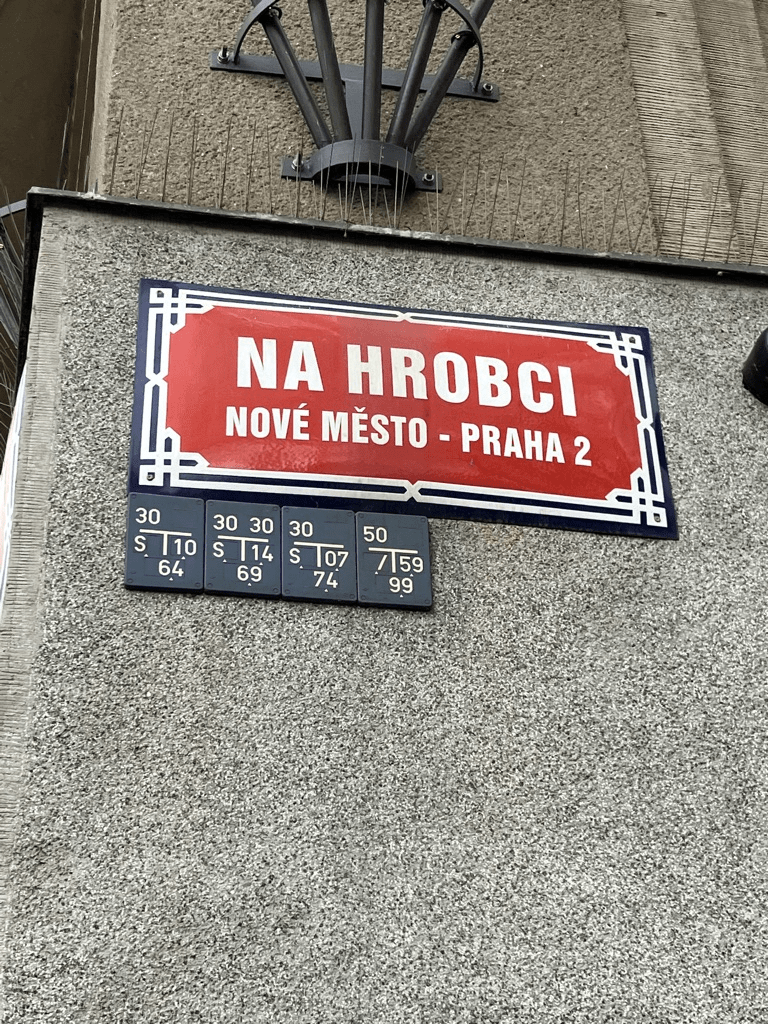 NA HROBCI
NOVÉ MĚSTO - PRAHA 2
30
S 10
64
30 30
S 14
69
30
S 07
74
50
/ 59
99